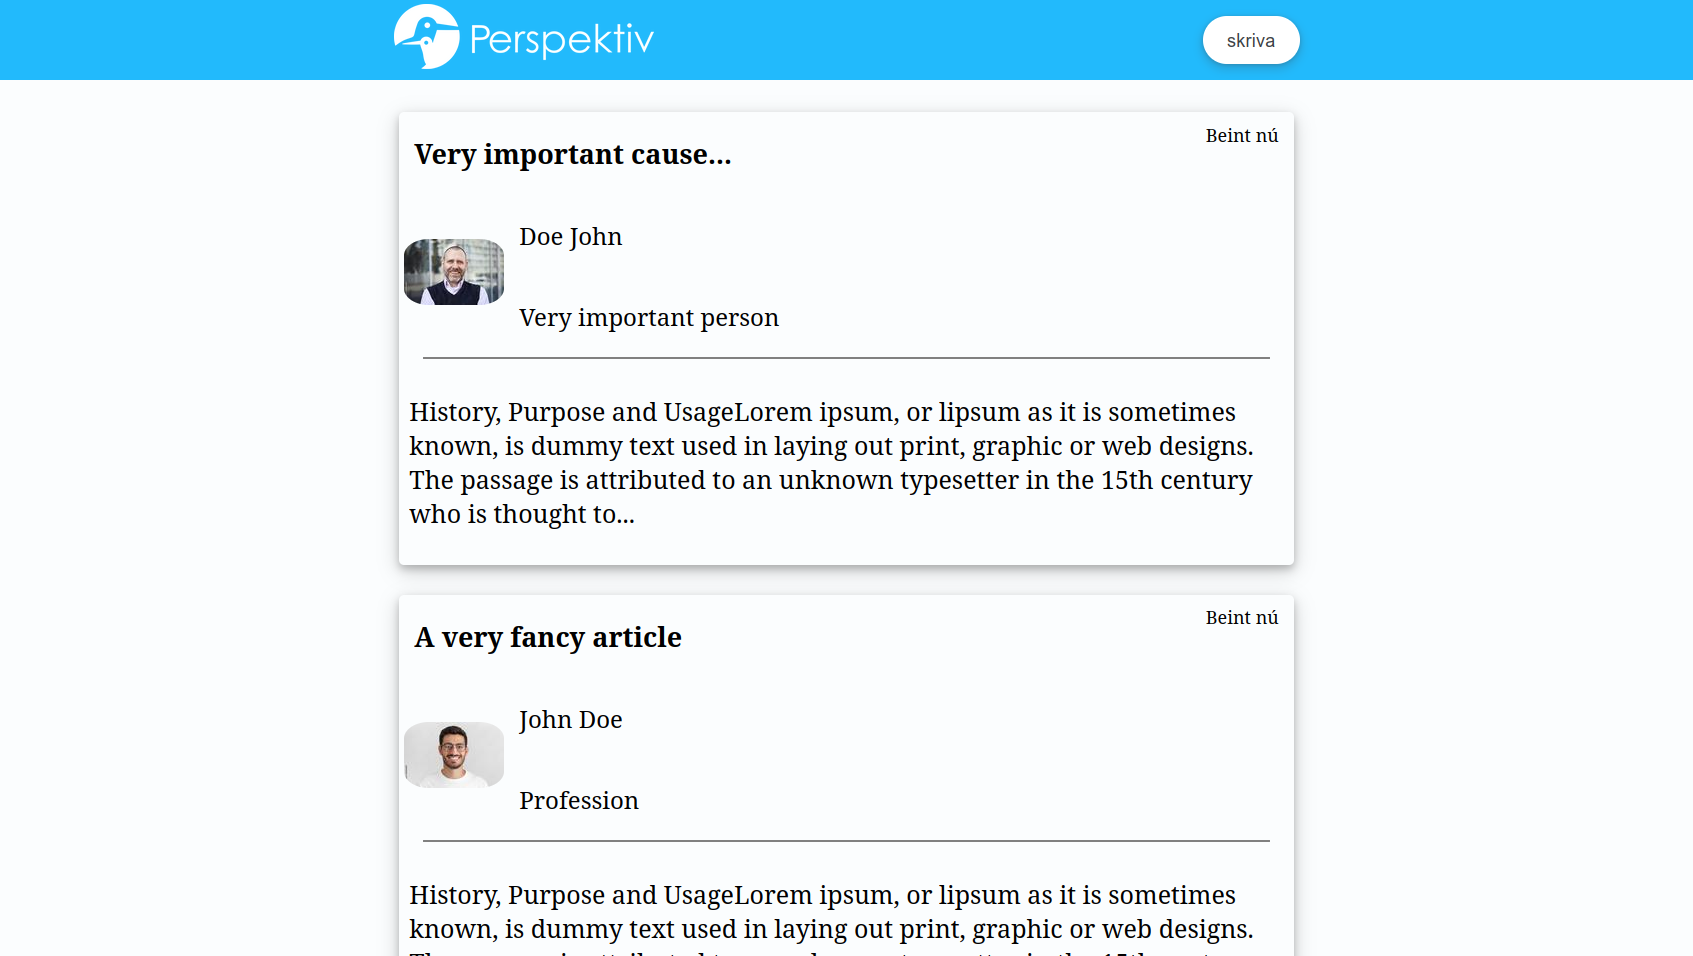 Perspektiv
skriva
Very important cause...
Beint nú
Doe John
Very important person
History, Purpose and UsageLorem ipsum, or lipsum as it is sometimes
known, is dummy text used in laying out print, graphic or web designs.
The passage is attributed to an unknown typesetter in the 15th century
who is thought to...
A very fancy article
Beint nú
John Doe
Profession
History, Purpose and UsageLorem ipsum, or lipsum as it is sometimes
known, is dummy text used in laying out print, graphic or web designs.